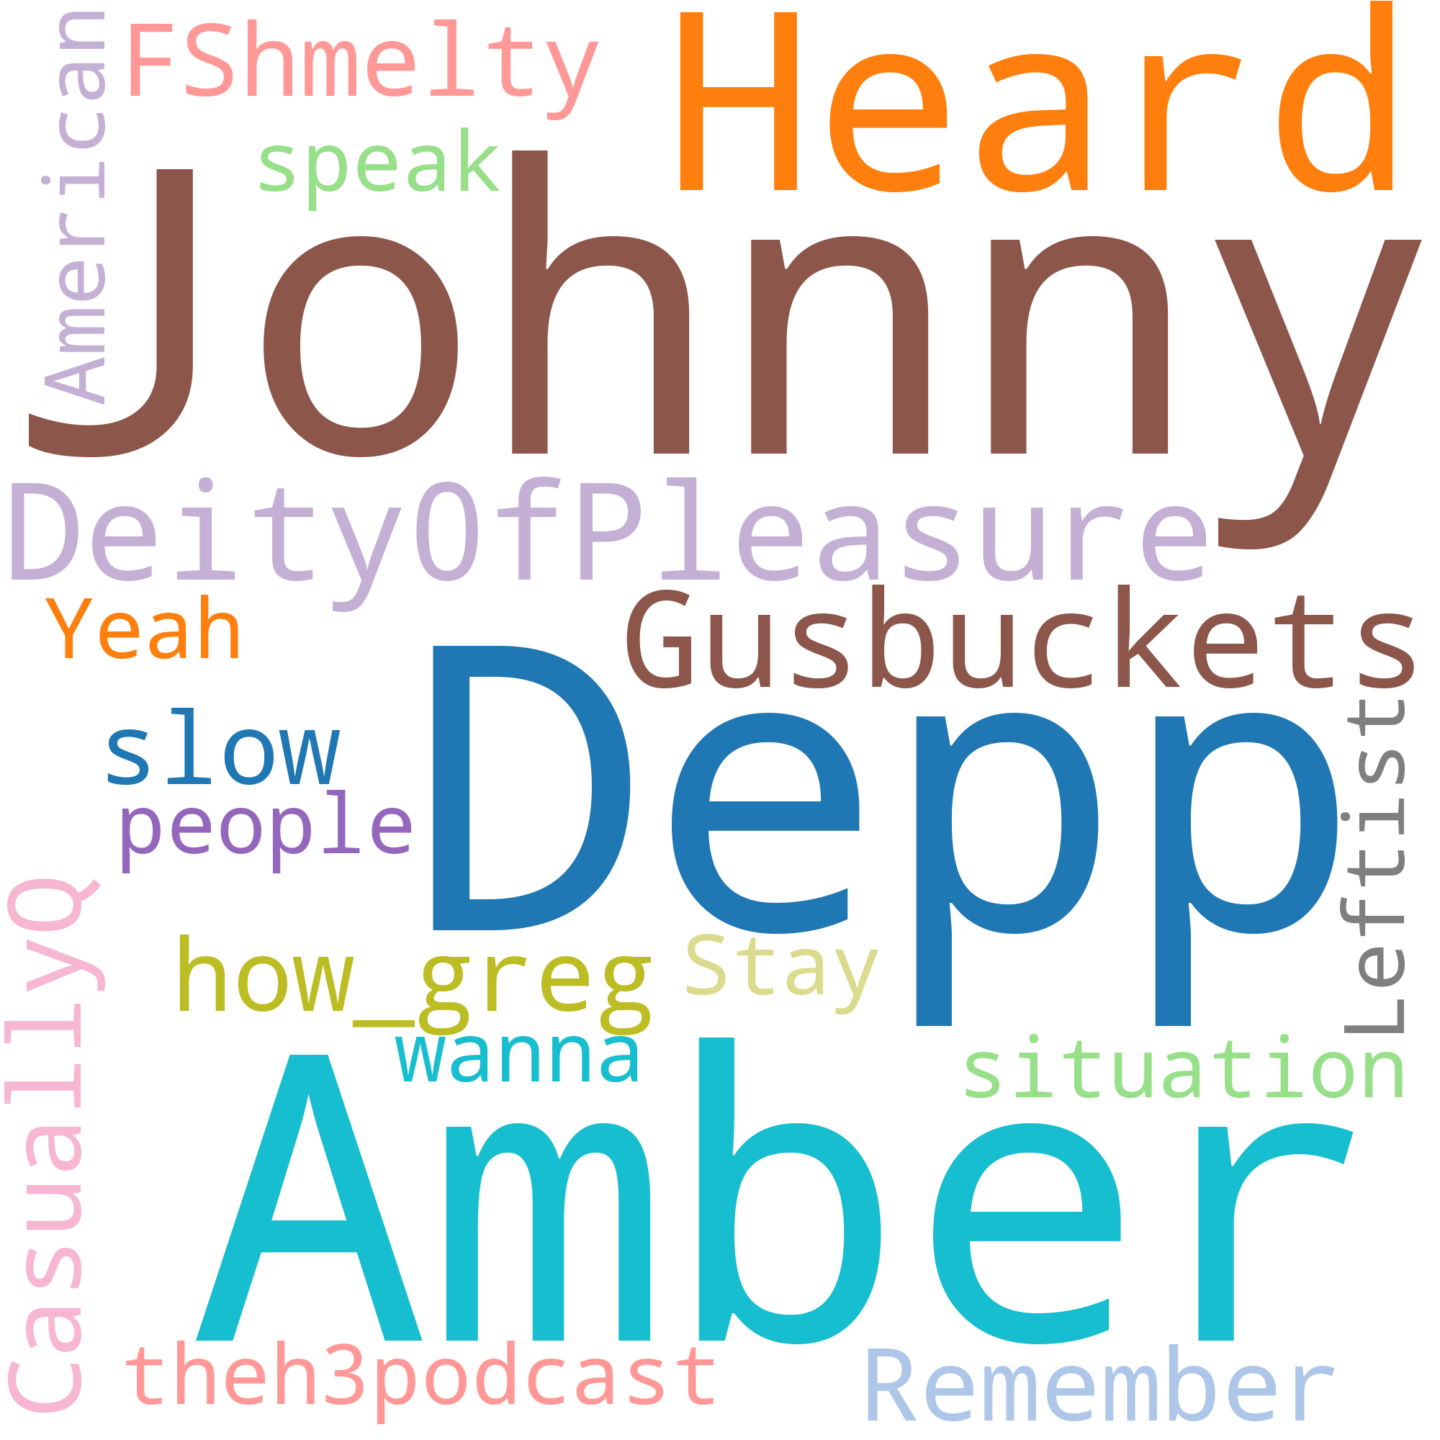 American
FShmelty
Heard
speak
Johnny
DeityOfPleasure
Gusbuckets
Yeah
Depp
slow
people
Leftist
CasuallyQ
how_greg
Stay
wanna
situation
Amber
theh3podcast
Remember